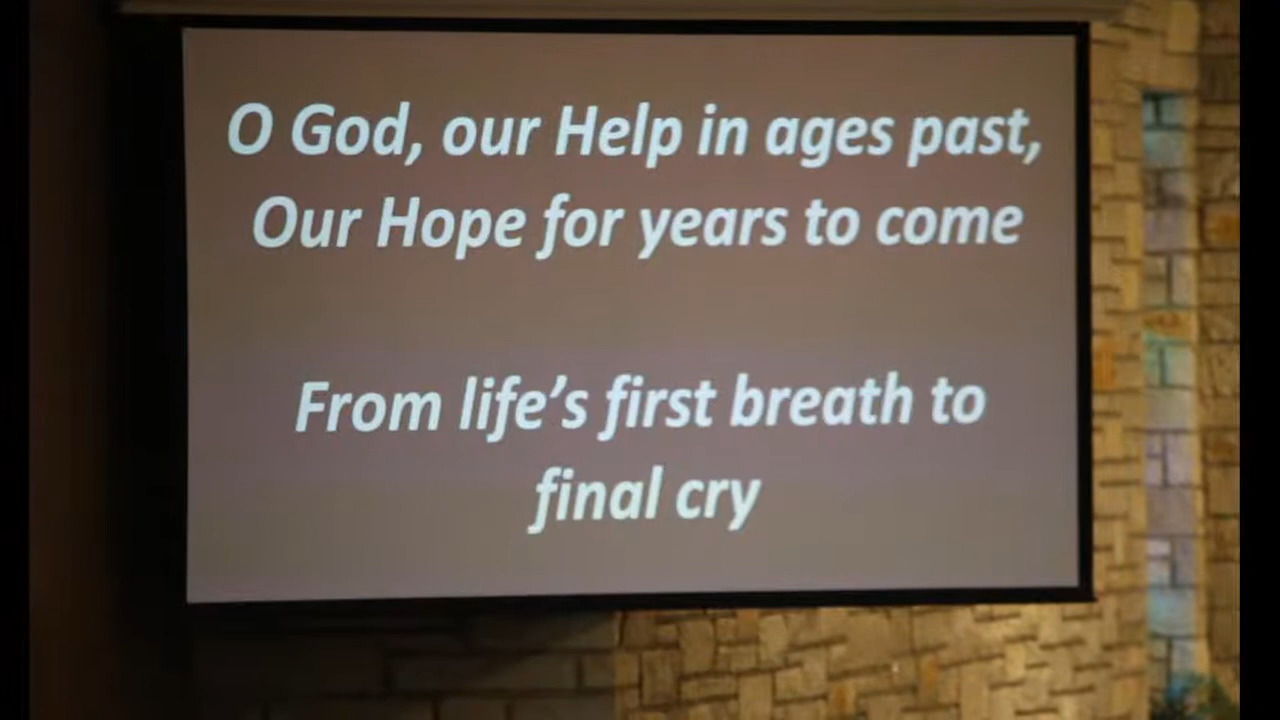 O God, our Help in ages past,
Our Hope for years to come
From life’s first breath to
final cry